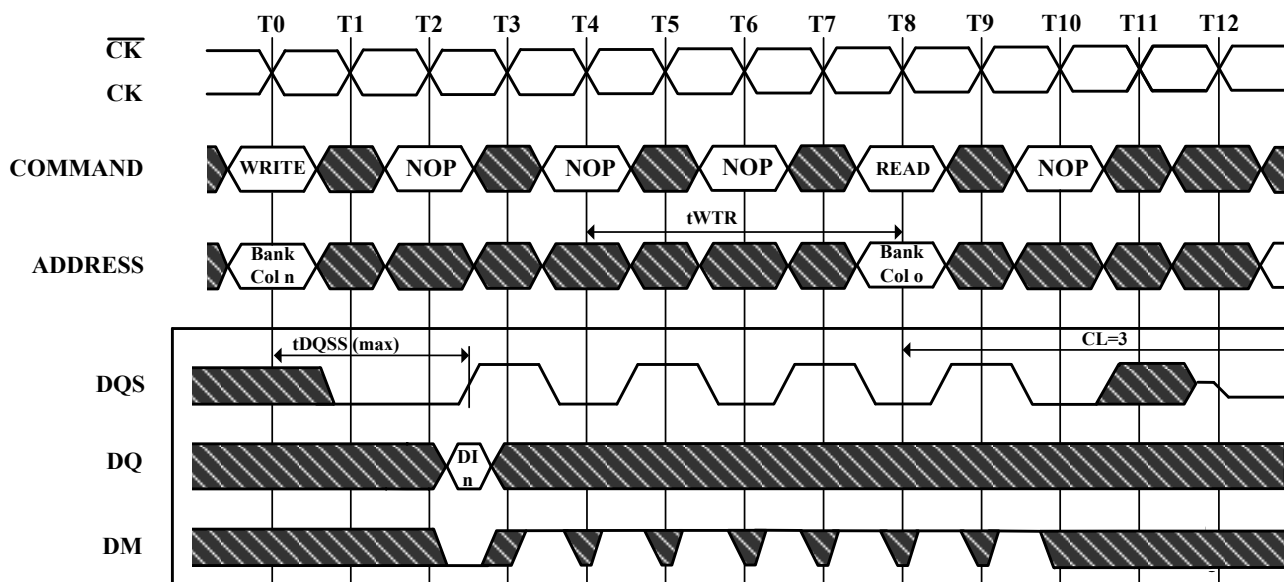 T0 T1 T2 T3 T4 T5 T6 T7 T8 T9 T10 T11 T12
CK
CK
COMMAND WRITE NOP NOP NOP READ NOP
tWTR
ADDRESS Bank Col n Bank Col o
tDQSS (max) CL=3
DQS
DQ DI n
DM